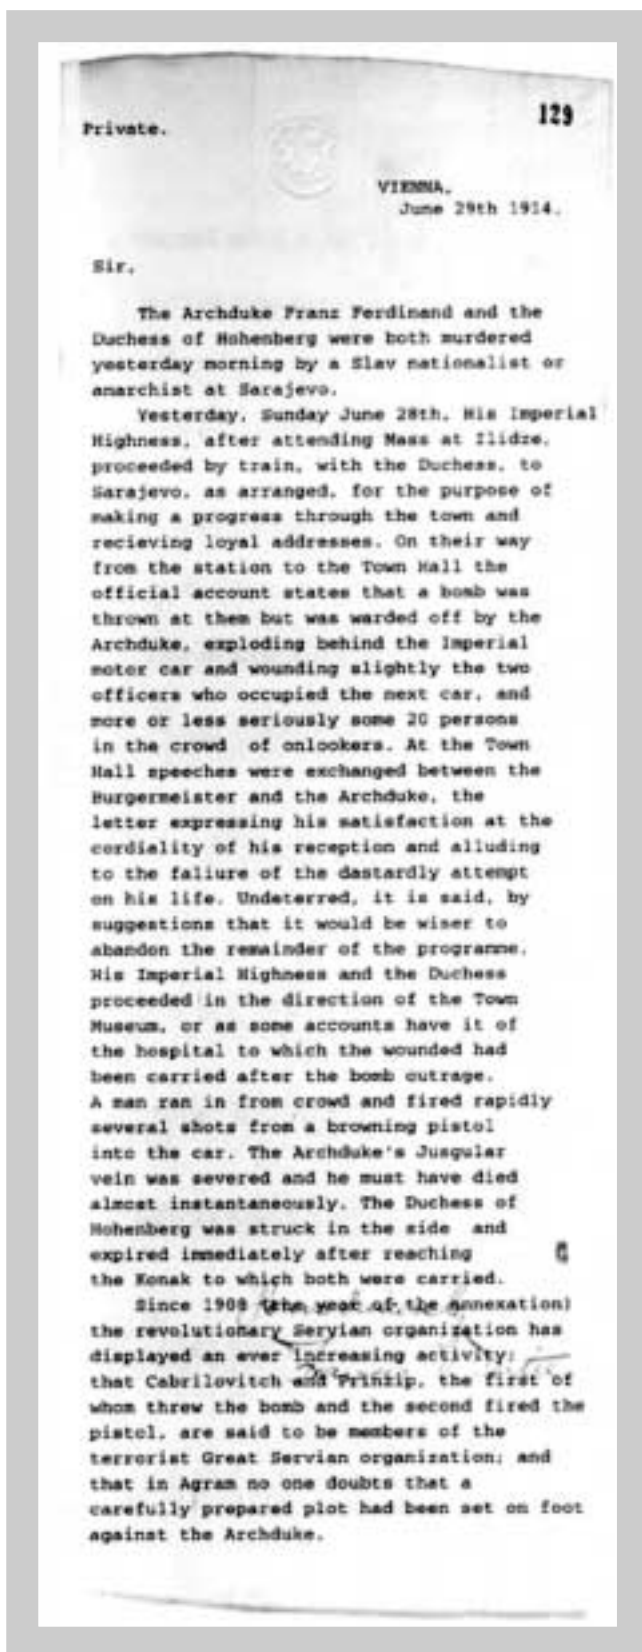 129
Private.
VIENNA,
June 29th 1914.
Sir,
The Archduke Franz Ferdinand and the
Duchess of Hohenberg were both murdered
yesterday morning by a Slav nationalist or
anarchist at Sarajevo.
Yesterday, Sunday June 28th, His Imperial
Highness, after attending Mass at Ilidze,
proceeded by train, with the Duchess, to
Sarajevo, as arranged, for the purpose of
making a progress through the town and
recieving loyal addresses. On their way
from the station to the Town Hall the
official account states that a bomb was
thrown at them but was warded off by the
Archduke, exploding behind the Imperial
motor car and wounding slightly the two
officers who occupied the next car, and
more or less seriously some 20 persons
in the crowd of onlookers. At the Town
Hall speeches were exchanged between the
Burgermeister and the Archduke, the
letter expressing his satisfaction at the
cordiality of his reception and alluding
to the faliure of the dastardly attempt
on his life. Undeterred, it is said, by
suggestions that it would be wiser to
abandon the remainder of the programme,
His Imperial Highness and the Duchess
proceeded in the direction of the Town
Museum, or as some accounts have it of
the hospital to which the wounded had
been carried after the bomb outrage.
A man ran in from crowd and fired rapidly
several shots from a browning pistol
into the car. The Archduke's Jusgular
vein was severed and he must have died
almost instantaneously. The Duchess of
Hohenberg was struck in the side and
expired immediately after reaching
the Konak to which both were carried.
Since 1908 (the year of the annexation)
the revolutionary Servian organization has
displayed an ever increasing activity;
that Cabrilovitch and Prinzip, the first of
whom threw the bomb and the second fired the
pistol, are said to be members of the
terrorist Great Servian organization; and
that in Agram no one doubts that a
carefully prepared plot had been set on foot
against the Archduke.